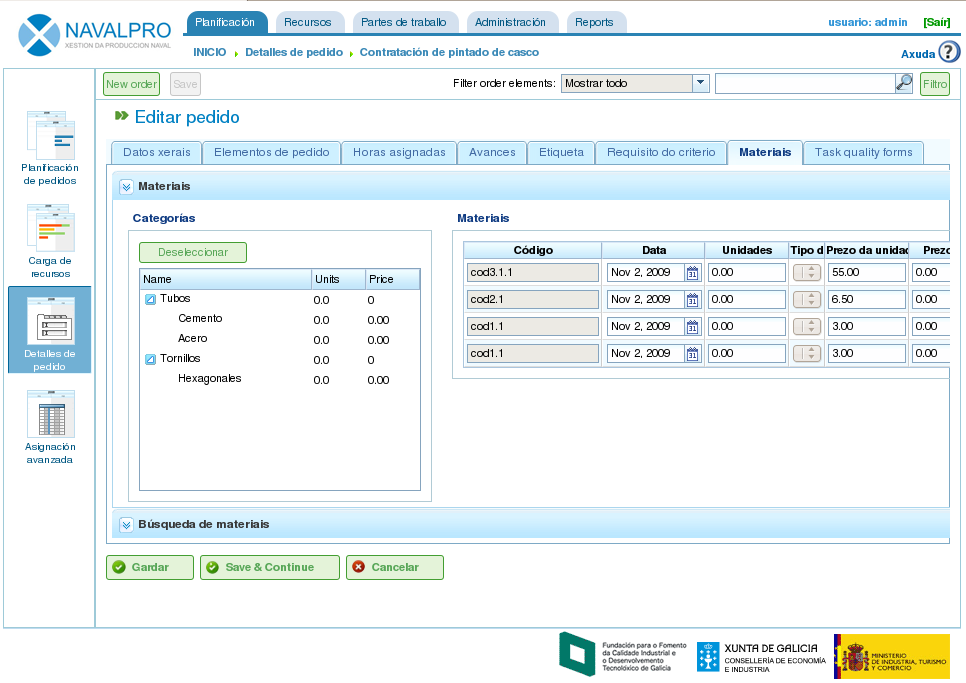 NAVALPRO
XESTION DA PRODUCCION NAVAL
Planificación
Recursos
Partes de traballo
Administración
Reports
usuario: admin
[Saír]
INICIO
Detalles de pedido
Contratación de pintado de casco
Axuda
New order
Save
Filter order elements:
Mostrar todo
Filtro
Planificación
de pedidos
Carga de
recursos
Detalles de
pedido
Asignación
avanzada
Editar pedido
Datos xerais
Elementos de pedido
Horas asignadas
Avances
Etiqueta
Requisito do criterio
Materiais
Task quality forms
Materiais
Categorías
Deseleccionar
Name Units Price
Tubos 0.0 0
Cemento 0.0 0.00
Acero 0.0 0.00
Tornillos 0.0 0
Hexagonales 0.0 0.00
Materiais
Código Data Unidades Tipo d Prezo da unidad Prezo
cod3.1.1 Nov 2, 2009 31 0.00 55.00 0.00
cod2.1 Nov 2, 2009 31 0.00 6.50 0.00
cod1.1 Nov 2, 2009 31 0.00 3.00 0.00
cod1.1 Nov 2, 2009 31 0.00 3.00 0.00
Búsqueda de materiais
Gardar
Save & Continue
Cancelar
Fundación para o Fomento
da Calidade Industrial e
o Desenvolvemento
Tecnolóxico de Galicia
XUNTA DE GALICIA
CONSELLERÍA DE ECONOMÍA
E INDUSTRIA
MINISTERIO
DE INDUSTRIA, TURISMO
Y COMERCIO